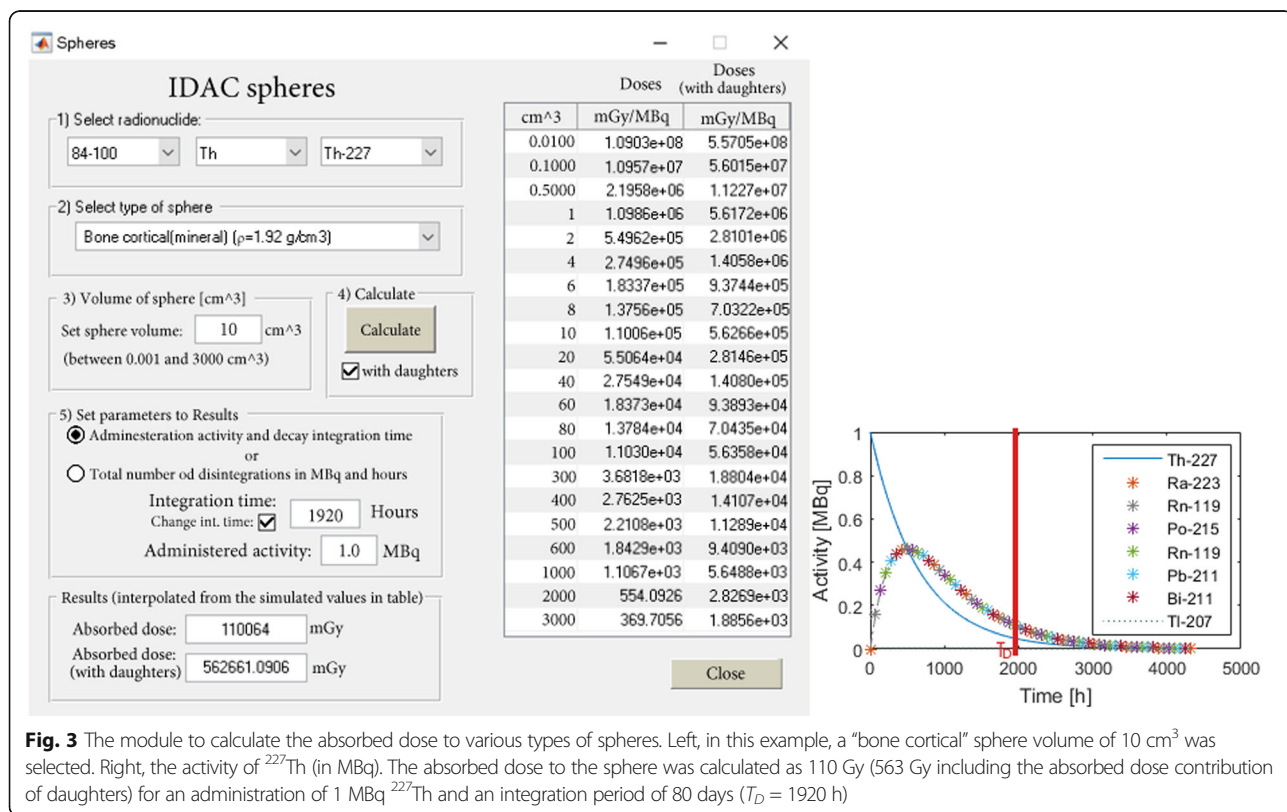 Spheres
IDAC spheres
1) Select radionuclide:
84-100 Th Th-227
2) Select type of sphere
Bone cortical(mineral) (ρ=1.92 g/cm3)
3) Volume of sphere [cm^3]
Set sphere volume: 10 cm^3
(between 0.001 and 3000 cm^3)
4) Calculate
Calculate
with daughters
5) Set parameters to Results
Adminesteration activity and decay integration time
or
Total number od disintegrations in MBq and hours
Integration time:
Change int. time: 1920 Hours
Administered activity: 1.0 MBq
Results (interpolated from the simulated values in table)
Absorbed dose: 110064 mGy
Absorbed dose:
(with daughters) 562661.0906 mGy
Doses Doses
(with daughters)
cm^3 mGy/MBq mGy/MBq
0.0100 1.0903e+08 5.5705e+08
0.1000 1.0957e+07 5.6015e+07
0.5000 2.1958e+06 1.1227e+07
1 1.0986e+06 5.6172e+06
2 5.4962e+05 2.8101e+06
4 2.7496e+05 1.4058e+06
6 1.8337e+05 9.3744e+05
8 1.3756e+05 7.0322e+05
10 1.1006e+05 5.6266e+05
20 5.5064e+04 2.8146e+05
40 2.7549e+04 1.4080e+05
60 1.8373e+04 9.3893e+04
80 1.3784e+04 7.0435e+04
100 1.1030e+04 5.6358e+04
300 3.6818e+03 1.8804e+04
400 2.7625e+03 1.4107e+04
500 2.2108e+03 1.1289e+04
600 1.8429e+03 9.4090e+03
1000 1.1067e+03 5.6488e+03
2000 554.0926 2.8269e+03
3000 369.7056 1.8856e+03
Close
Activity [MBq]
1
0.8
0.6
0.4
0.2
0
0 1000 2000 3000 4000 5000
T_D
Time [h]
Th-227
Ra-223
Rn-119
Po-215
Rn-119
Pb-211
Bi-211
Tl-207
Fig. 3 The module to calculate the absorbed dose to various types of spheres. Left, in this example, a “bone cortical” sphere volume of 10 cm³ was
selected. Right, the activity of ²²⁷Th (in MBq). The absorbed dose to the sphere was calculated as 110 Gy (563 Gy including the absorbed dose contribution
of daughters) for an administration of 1 MBq ²²⁷Th and an integration period of 80 days (T_D = 1920 h)